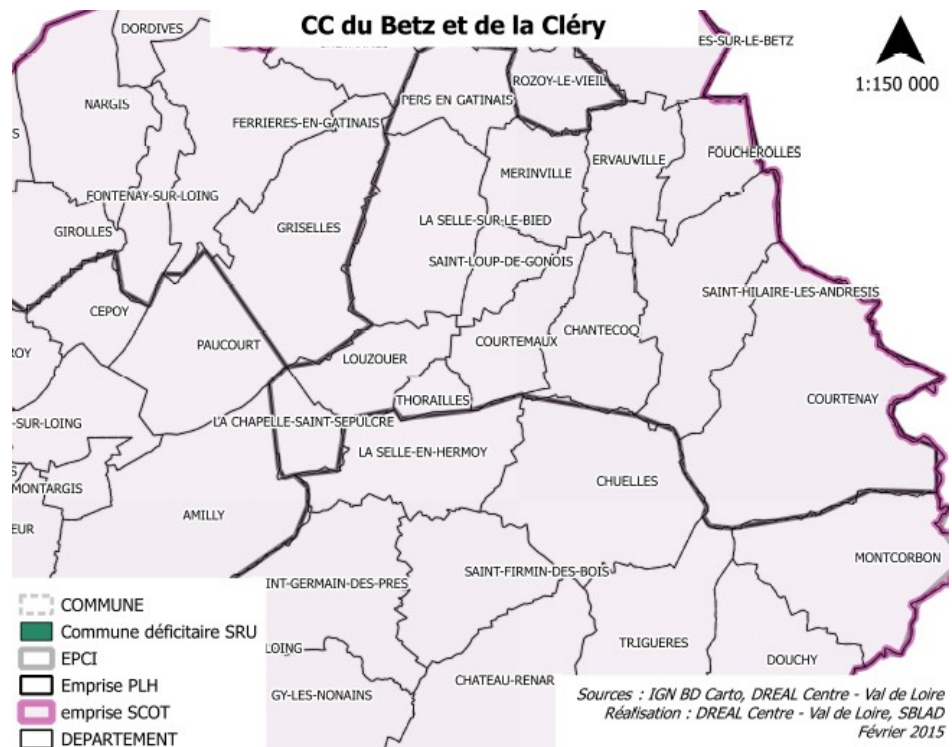 CC du Betz et de la Cléry
DORDIVES
ES-SUR-LE-BETZ
ROZOY-LE-VIEIL
1:150 000
NARGIS
PERS EN GATINAIS
FERRIERES-EN-GATINAIS
FOUCHEROLLES
ERVAUVILLE
MERINVILLE
FONTENAY-SUR-LOING
LA SELLE-SUR-LE-BIED
GRISELLES
GIROLLES
SAINT-LOUP-DE-GONOIS
SAINT-HILAIRE-LES-ANDRESIS
CEPOY
CHANTECOQ
COURTEMAUX
PAUCOURT
ROY
LOUZOUER
THORAILLES
COURTENAY
-SUR-LOING
LA CHAPELLE-SAINT-SEPULCRE
LA SELLE-EN-HERMOY
CHUELLES
S
MONTARGIS
AMILLY
EUR
MONTCORBON
SAINT-FIRMIN-DES-BOIS
INT-GERMAIN-DES-PRES
COMMUNE
Commune déficitaire SRU
LOING
TRIGUERES
DOUCHY
EPCI
CHATEAU-RENAR
Emprise PLH
GY-LES-NONAINS
emprise SCOT
DEPARTEMENT
Sources : IGN BD Carto, DREAL Centre - Val de Loire
Réalisation : DREAL Centre - Val de Loire, SBLAD
Février 2015